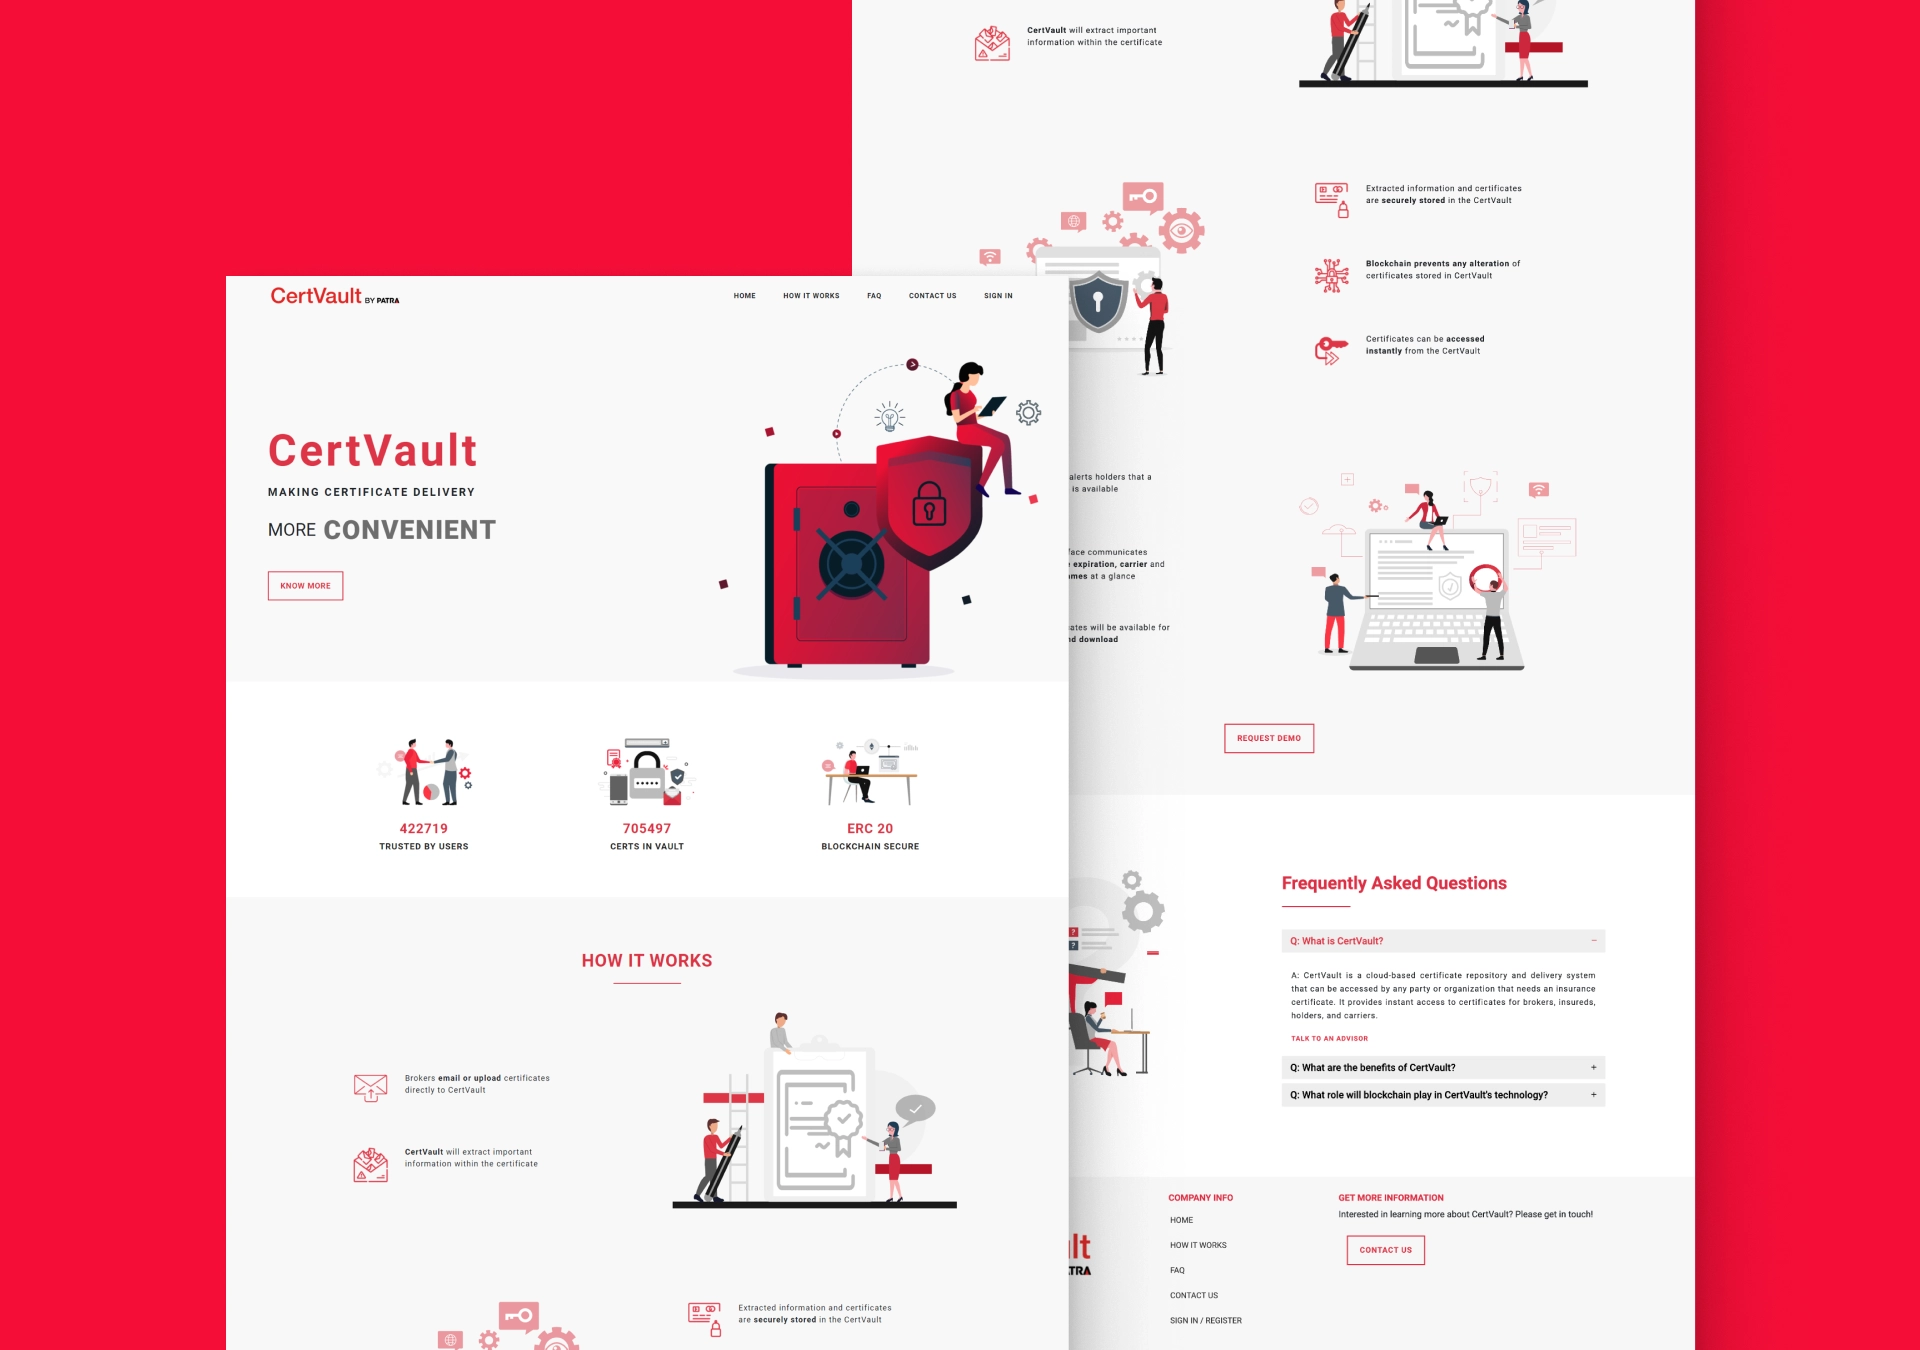 CertVault BY PATRA
HOME HOW IT WORKS FAQ CONTACT US SIGN IN
CertVault
MAKING CERTIFICATE DELIVERY
MORE CONVENIENT
KNOW MORE
422719
TRUSTED BY USERS
705497
CERTS IN VAULT
ERC 20
BLOCKCHAIN SECURE
HOW IT WORKS
Brokers email or upload certificates
directly to CertVault
CertVault will extract important
information within the certificate
Extracted information and certificates
are securely stored in the CertVault
CertVault will extract important
information within the certificate
Extracted information and certificates
are securely stored in the CertVault
Blockchain prevents any alteration of
certificates stored in CertVault
Certificates can be accessed
instantly from the CertVault
alerts holders that a
is available
face communicates
expiration, carrier and
ames at a glance
cates will be available for
nd download
REQUEST DEMO
Frequently Asked Questions
Q: What is CertVault? −
A: CertVault is a cloud-based certificate repository and delivery system
that can be accessed by any party or organization that needs an insurance
certificate. It provides instant access to certificates for brokers, insureds,
holders, and carriers.
TALK TO AN ADVISOR
Q: What are the benefits of CertVault? +
Q: What role will blockchain play in CertVault's technology? +
lt
TRA
COMPANY INFO
HOME
HOW IT WORKS
FAQ
CONTACT US
SIGN IN / REGISTER
GET MORE INFORMATION
Interested in learning more about CertVault? Please get in touch!
CONTACT US